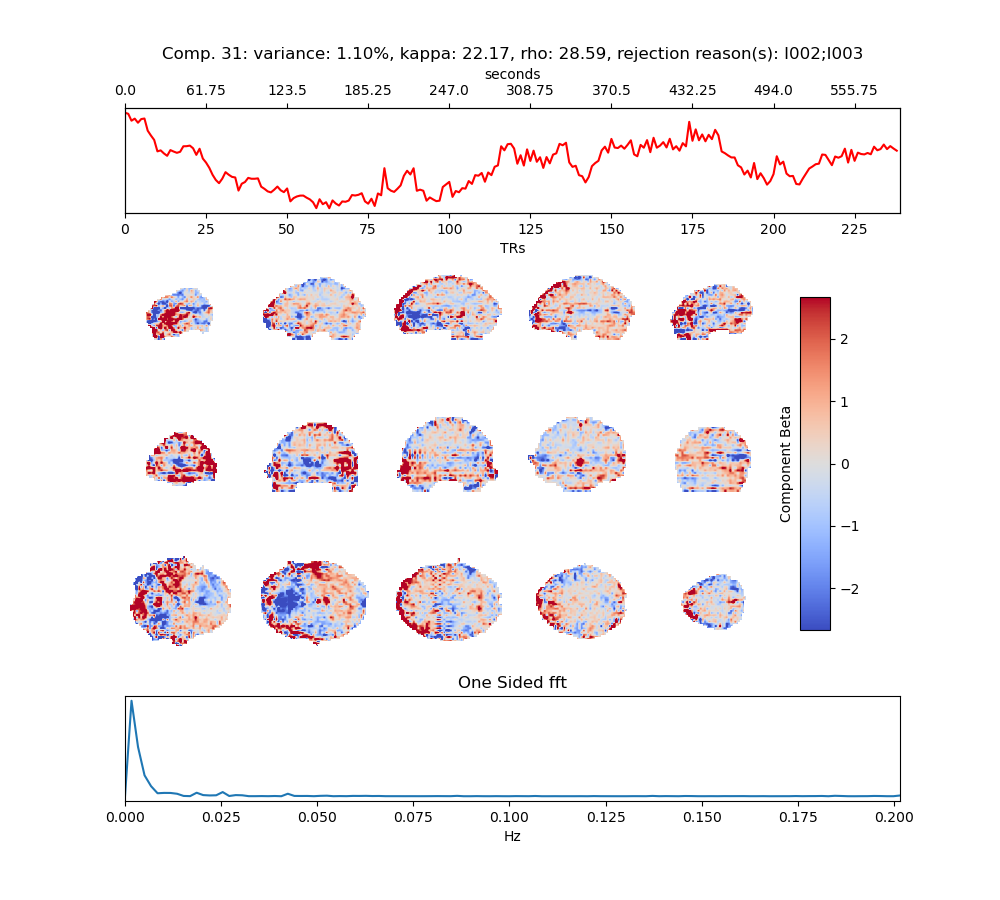 Comp. 31: variance: 1.10%, kappa: 22.17, rho: 28.59, rejection reason(s): I002;I003
seconds
0.0 61.75 123.5 185.25 247.0 308.75 370.5 432.25 494.0 555.75
0 25 50 75 100 125 150 175 200 225
TRs
Component Beta
2
1
0
−1
−2
One Sided fft
0.000 0.025 0.050 0.075 0.100 0.125 0.150 0.175 0.200
Hz